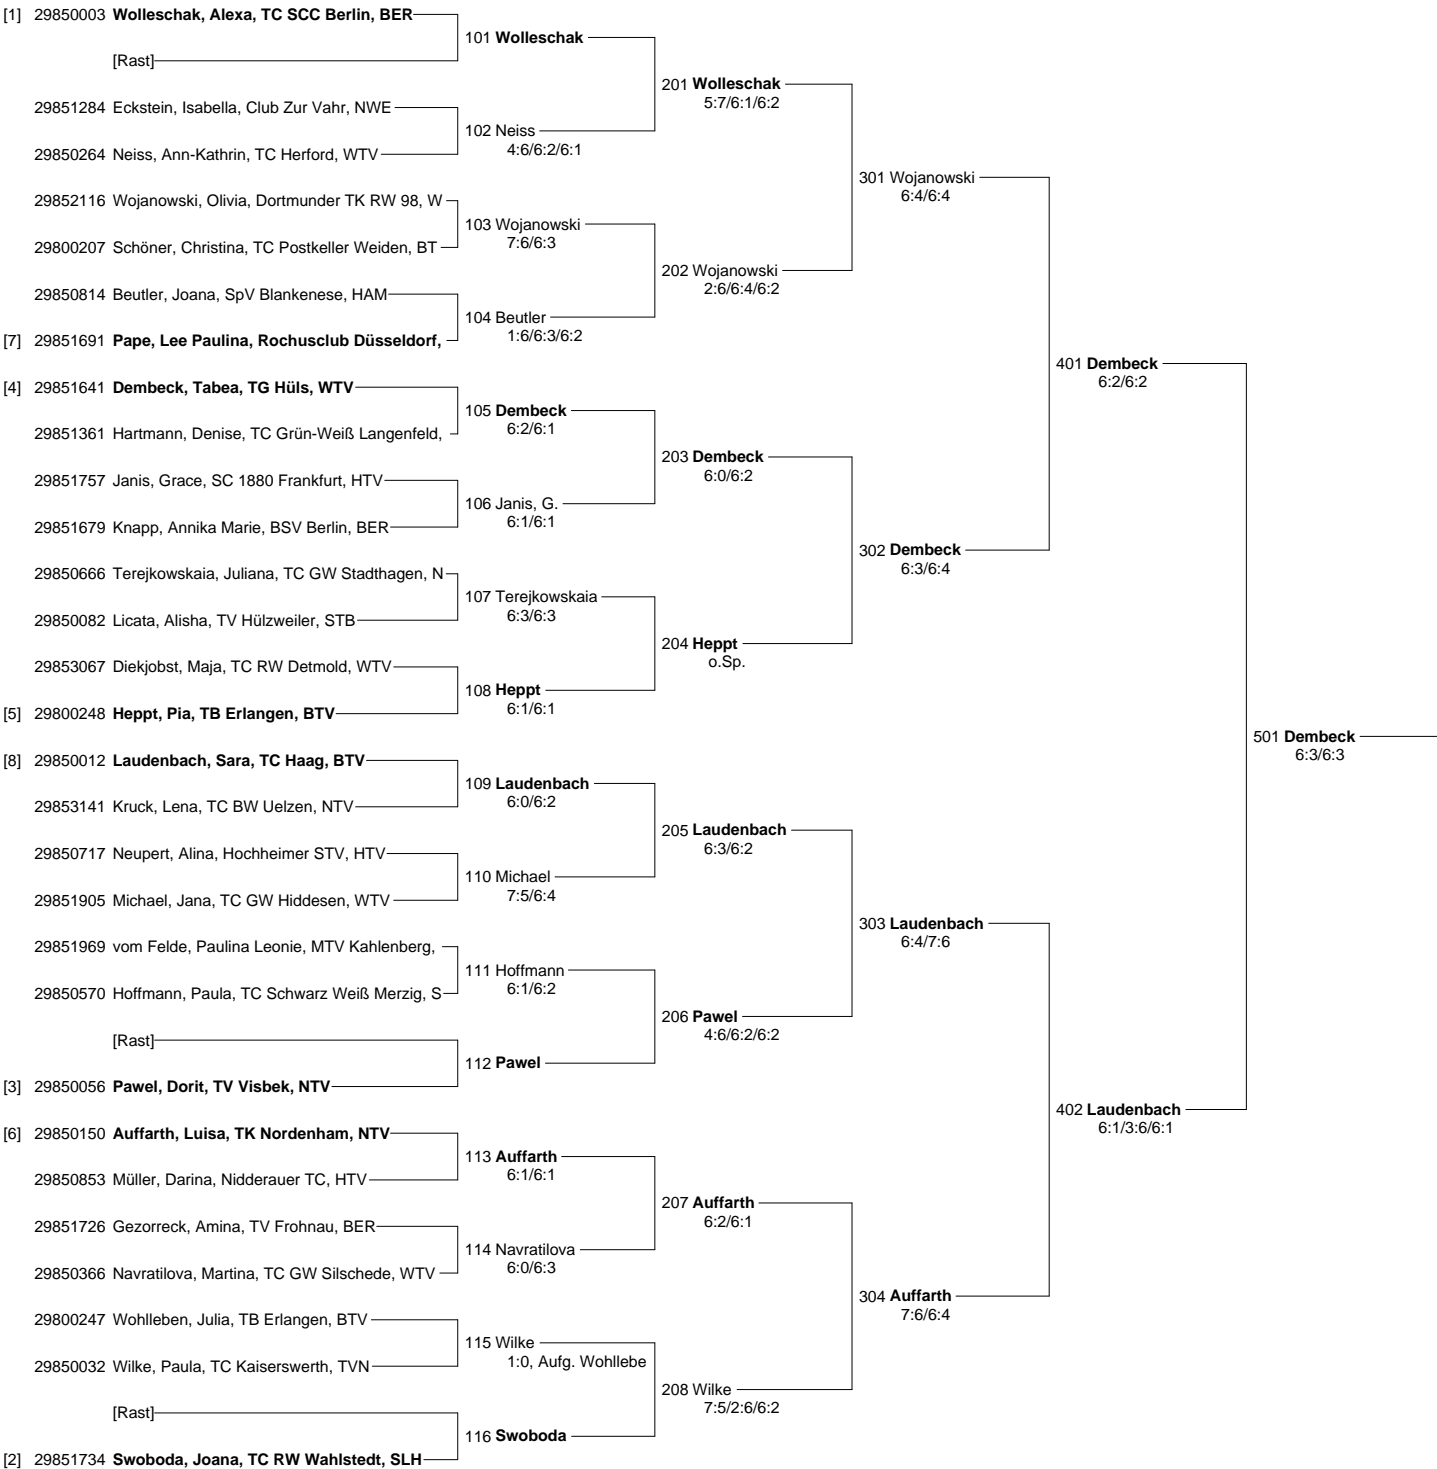 [1] 29850003 Wolleschak, Alexa, TC SCC Berlin, BER
101 Wolleschak
[Rast]
201 Wolleschak
5:7/6:1/6:2
29851284 Eckstein, Isabella, Club Zur Vahr, NWE
102 Neiss
4:6/6:2/6:1
29850264 Neiss, Ann-Kathrin, TC Herford, WTV
301 Wojanowski
6:4/6:4
29852116 Wojanowski, Olivia, Dortmunder TK RW 98, W
103 Wojanowski
7:6/6:3
29800207 Schöner, Christina, TC Postkeller Weiden, BT
202 Wojanowski
2:6/6:4/6:2
29850814 Beutler, Joana, SpV Blankenese, HAM
104 Beutler
1:6/6:3/6:2
[7] 29851691 Pape, Lee Paulina, Rochusclub Düsseldorf,
401 Dembeck
6:2/6:2
[4] 29851641 Dembeck, Tabea, TG Hüls, WTV
105 Dembeck
6:2/6:1
29851361 Hartmann, Denise, TC Grün-Weiß Langenfeld,
203 Dembeck
6:0/6:2
29851757 Janis, Grace, SC 1880 Frankfurt, HTV
106 Janis, G.
6:1/6:1
29851679 Knapp, Annika Marie, BSV Berlin, BER
302 Dembeck
6:3/6:4
29850666 Terejkowskaia, Juliana, TC GW Stadthagen, N
107 Terejkowskaia
6:3/6:3
29850082 Licata, Alisha, TV Hülzweiler, STB
204 Heppt
o.Sp.
29853067 Diekjobst, Maja, TC RW Detmold, WTV
108 Heppt
6:1/6:1
[5] 29800248 Heppt, Pia, TB Erlangen, BTV
501 Dembeck
6:3/6:3
[8] 29850012 Laudenbach, Sara, TC Haag, BTV
109 Laudenbach
6:0/6:2
29853141 Kruck, Lena, TC BW Uelzen, NTV
205 Laudenbach
6:3/6:2
29850717 Neupert, Alina, Hochheimer STV, HTV
110 Michael
7:5/6:4
29851905 Michael, Jana, TC GW Hiddesen, WTV
303 Laudenbach
6:4/7:6
29851969 vom Felde, Paulina Leonie, MTV Kahlenberg,
111 Hoffmann
6:1/6:2
29850570 Hoffmann, Paula, TC Schwarz Weiß Merzig, S
206 Pawel
4:6/6:2/6:2
[Rast]
112 Pawel
[3] 29850056 Pawel, Dorit, TV Visbek, NTV
402 Laudenbach
6:1/3:6/6:1
[6] 29850150 Auffarth, Luisa, TK Nordenham, NTV
113 Auffarth
6:1/6:1
29850853 Müller, Darina, Nidderauer TC, HTV
207 Auffarth
6:2/6:1
29851726 Gezorreck, Amina, TV Frohnau, BER
114 Navratilova
6:0/6:3
29850366 Navratilova, Martina, TC GW Silschede, WTV
304 Auffarth
7:6/6:4
29800247 Wohlleben, Julia, TB Erlangen, BTV
115 Wilke
1:0, Aufg. Wohllebe
29850032 Wilke, Paula, TC Kaiserswerth, TVN
208 Wilke
7:5/2:6/6:2
[Rast]
116 Swoboda
[2] 29851734 Swoboda, Joana, TC RW Wahlstedt, SLH